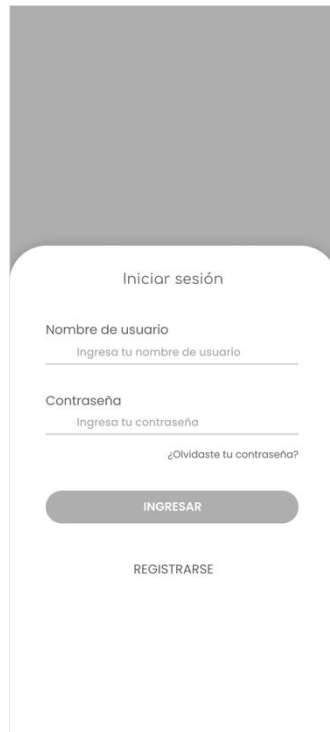 Iniciar sesión
Nombre de usuario
Ingresa tu nombre de usuario
Contraseña
Ingresa tu contraseña
¿Olvidaste tu contraseña?
INGRESAR
REGISTRARSE